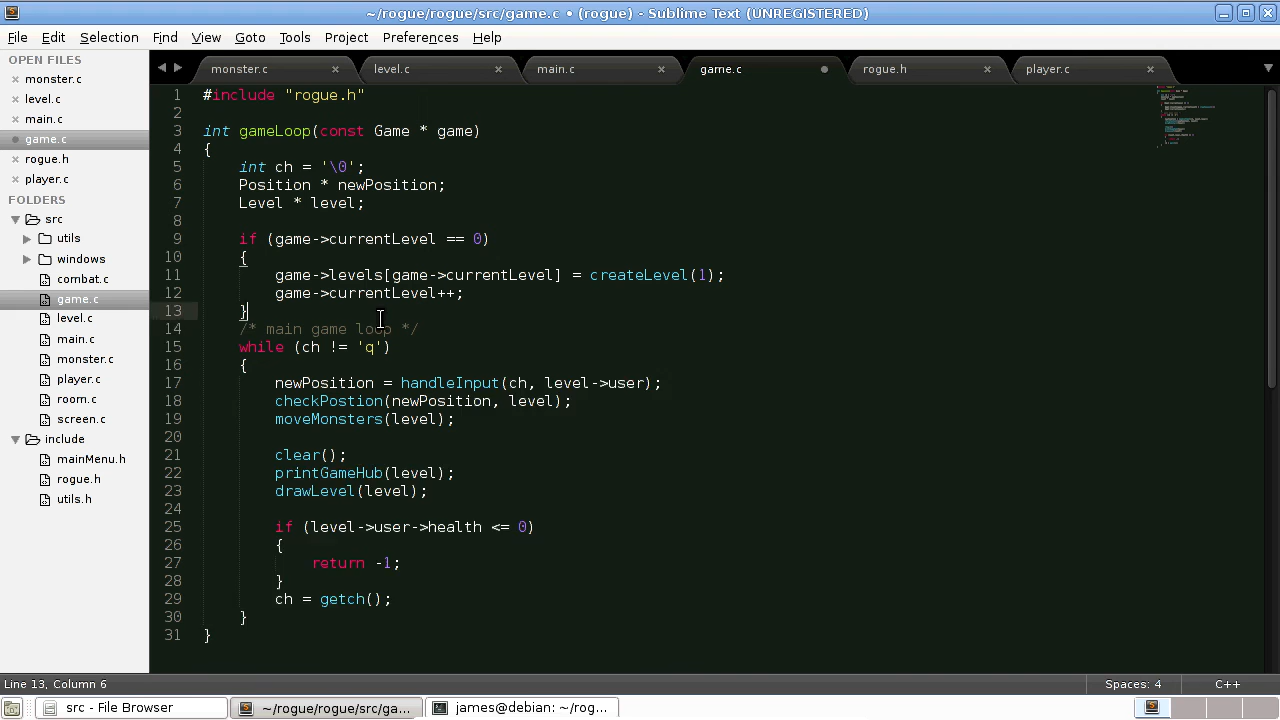 ~/rogue/rogue/src/game.c • (rogue) - Sublime Text (UNREGISTERED)
File Edit Selection Find View Goto Tools Project Preferences Help
OPEN FILES
monster.c
level.c
main.c
game.c
rogue.h
player.c
FOLDERS
src
utils
windows
combat.c
game.c
level.c
main.c
monster.c
player.c
room.c
screen.c
include
mainMenu.h
rogue.h
utils.h
monster.c level.c main.c game.c rogue.h player.c
1 #include "rogue.h"
2
3 int gameLoop(const Game * game)
4 {
5 int ch = '\0';
6 Position * newPosition;
7 Level * level;
8
9 if (game->currentLevel == 0)
10 {
11 game->levels[game->currentLevel] = createLevel(1);
12 game->currentLevel++;
13 }
14 /* main game loop */
15 while (ch != 'q')
16 {
17 newPosition = handleInput(ch, level->user);
18 checkPostion(newPosition, level);
19 moveMonsters(level);
20
21 clear();
22 printGameHub(level);
23 drawLevel(level);
24
25 if (level->user->health <= 0)
26 {
27 return -1;
28 }
29 ch = getch();
30 }
31 }
Line 13, Column 6 Spaces: 4 C++
src - File Browser ~/rogue/rogue/src/ga... james@debian: ~/rog...